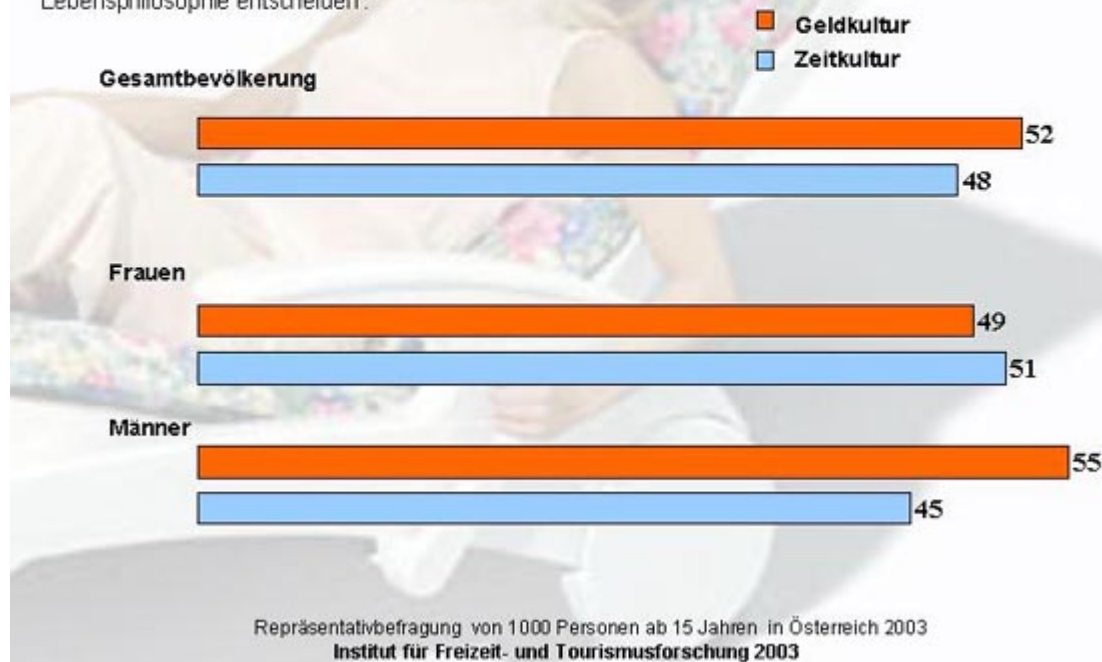 Lebensphilosophie entscheiden".
Geldkultur
Zeitkultur
Gesamtbevölkerung
52
48
Frauen
49
51
Männer
55
45
Repräsentativbefragung von 1000 Personen ab 15 Jahren in Österreich 2003
Institut für Freizeit- und Tourismusforschung 2003